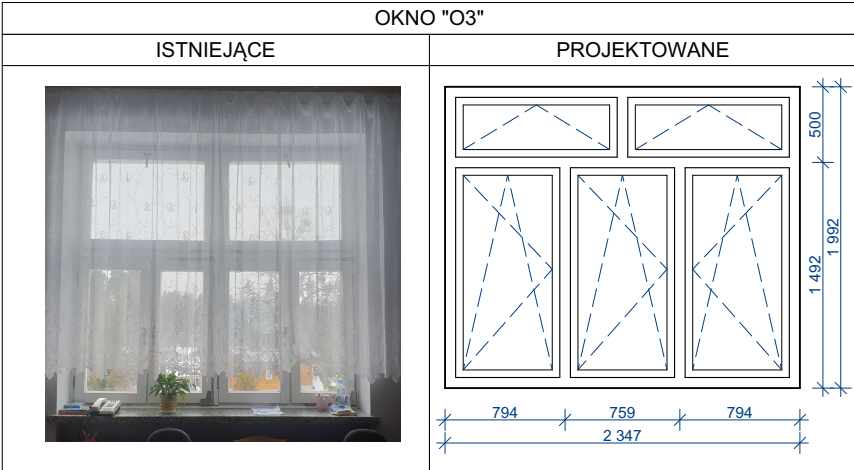 OKNO "O3"
ISTNIEJĄCE
PROJEKTOWANE
500
1 492
1 992
794
759
794
2 347